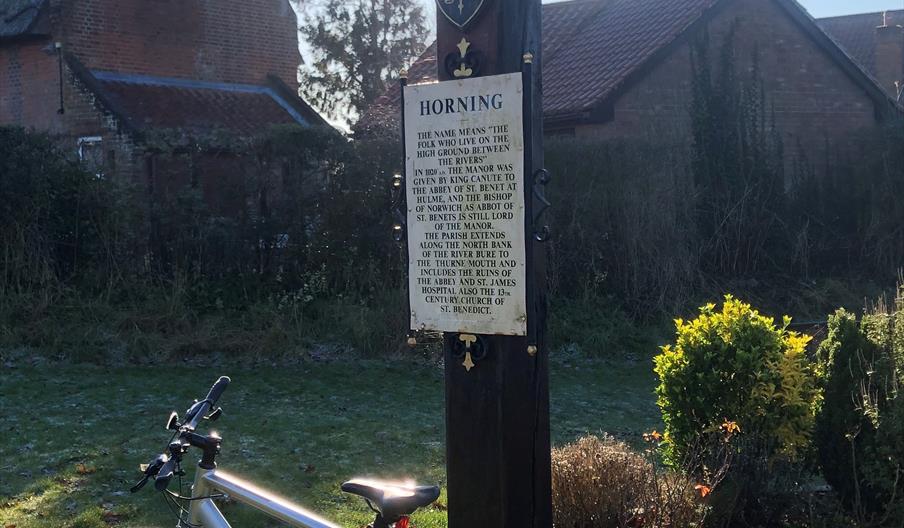 HORNING
THE NAME MEANS "THE
FOLK WHO LIVE ON THE
HIGH GROUND BETWEEN
THE RIVERS"
IN 1020 A.D. THE MANOR WAS
GIVEN BY KING CANUTE TO
THE ABBEY OF ST. BENET AT
HULME, AND THE BISHOP
OF NORWICH AS ABBOT OF
ST. BENETS IS STILL LORD
OF THE MANOR.
THE PARISH EXTENDS
ALONG THE NORTH BANK
OF THE RIVER BURE TO
THE THURNE MOUTH AND
INCLUDES THE RUINS OF
THE ABBEY AND ST. JAMES
HOSPITAL ALSO THE 13TH
CENTURY CHURCH OF
ST. BENEDICT.